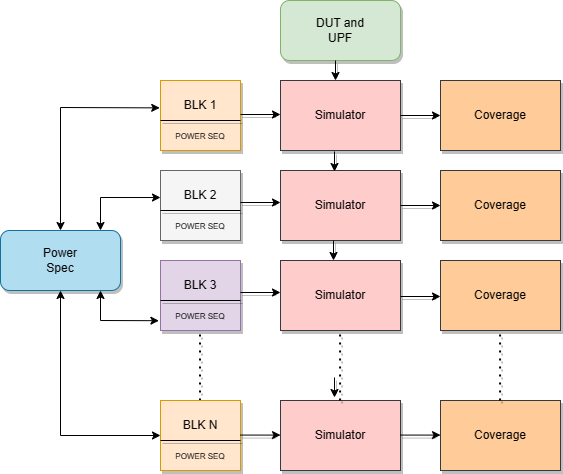 DUT and
UPF
BLK 1
POWER SEQ
Simulator
Coverage
BLK 2
POWER SEQ
Simulator
Coverage
Power
Spec
BLK 3
POWER SEQ
Simulator
Coverage
BLK N
POWER SEQ
Simulator
Coverage